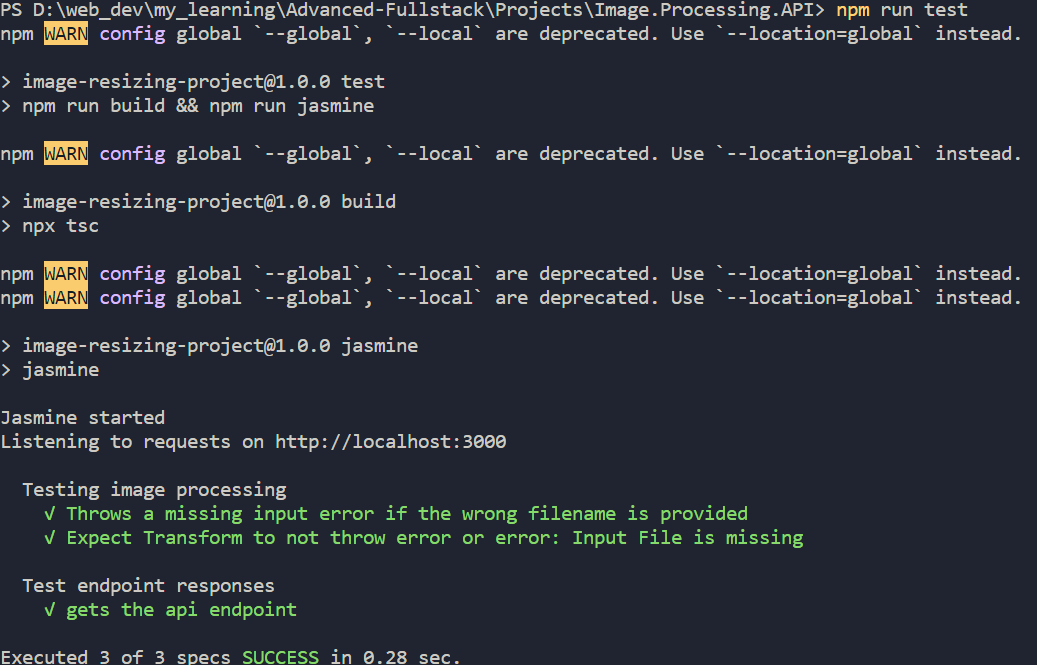 PS D:\web_dev\my_learning\Advanced-Fullstack\Projects\Image.Processing.API> npm run test
npm WARN config global `--global`, `--local` are deprecated. Use `--location=global` instead.
> image-resizing-project@1.0.0 test
> npm run build && npm run jasmine
npm WARN config global `--global`, `--local` are deprecated. Use `--location=global` instead.
> image-resizing-project@1.0.0 build
> npx tsc
npm WARN config global `--global`, `--local` are deprecated. Use `--location=global` instead.
npm WARN config global `--global`, `--local` are deprecated. Use `--location=global` instead.
> image-resizing-project@1.0.0 jasmine
> jasmine
Jasmine started
Listening to requests on http://localhost:3000
Testing image processing
√ Throws a missing input error if the wrong filename is provided
√ Expect Transform to not throw error or error: Input File is missing
Test endpoint responses
√ gets the api endpoint
Executed 3 of 3 specs SUCCESS in 0.28 sec.